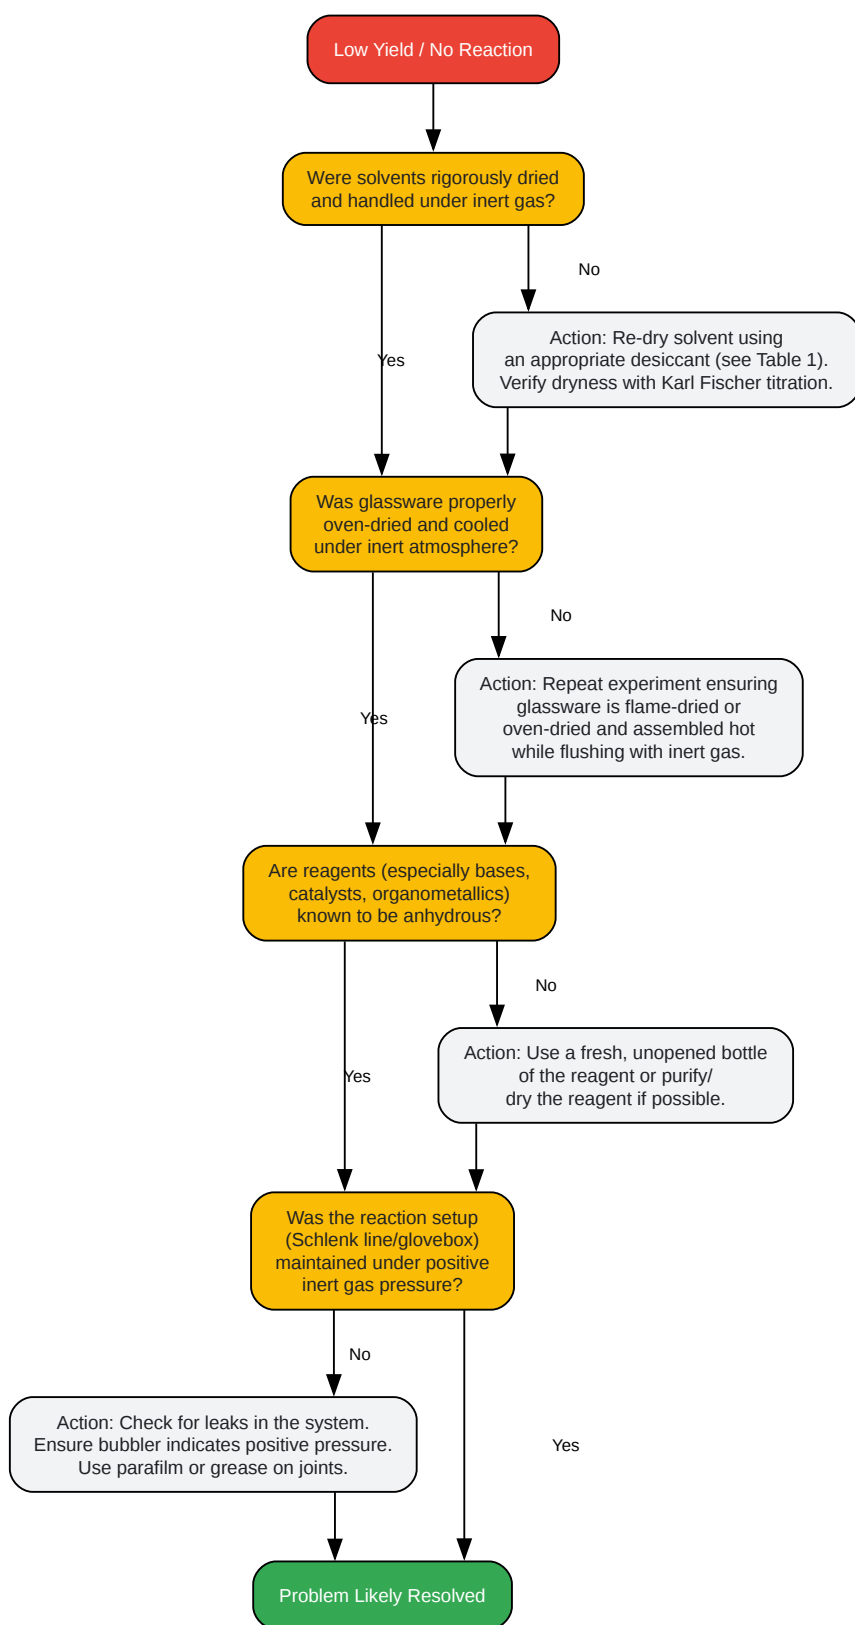 Low Yield / No Reaction
Were solvents rigorously dried
and handled under inert gas?
No
Action: Re-dry solvent using
an appropriate desiccant (see Table 1).
Verify dryness with Karl Fischer titration.
Yes
Was glassware properly
oven-dried and cooled
under inert atmosphere?
No
Action: Repeat experiment ensuring
glassware is flame-dried or
oven-dried and assembled hot
while flushing with inert gas.
Yes
Are reagents (especially bases,
catalysts, organometallics)
known to be anhydrous?
No
Action: Use a fresh, unopened bottle
of the reagent or purify/
dry the reagent if possible.
Yes
Was the reaction setup
(Schlenk line/glovebox)
maintained under positive
inert gas pressure?
No
Action: Check for leaks in the system.
Ensure bubbler indicates positive pressure.
Use parafilm or grease on joints.
Yes
Problem Likely Resolved